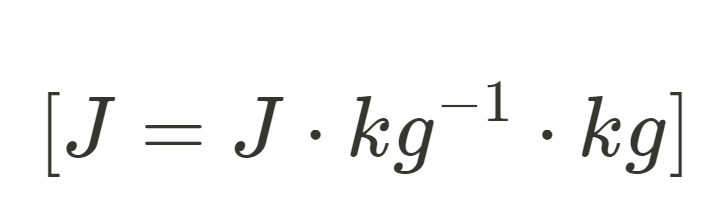 [J = J · kg⁻¹ · kg]